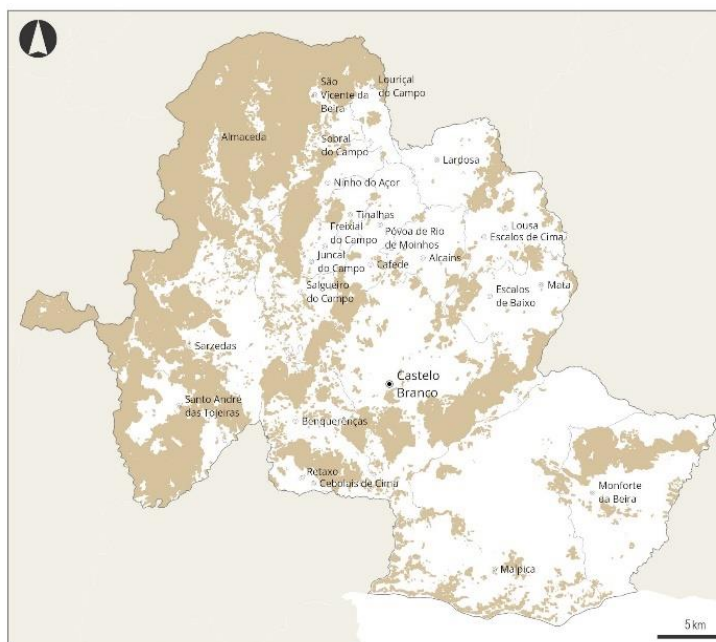 São
Vicente da
Beira
Louriçal
do Campo
Almaceda
Sobral
do Campo
Lardosa
Ninho do Açor
Tinalhas
Freixial
do Campo
Póvoa de Rio
de Moinhos
Lousa
Escalos de Cima
Juncal
do Campo
Cafede
Alcains
Salgueiro
do Campo
Escalos
de Baixo
Mata
Sarzedas
Castelo
Branco
Santo André
das Tojeiras
Benquerenças
Retaxo
Cebolais de Cima
Monforte
da Beira
Malpica
5 km